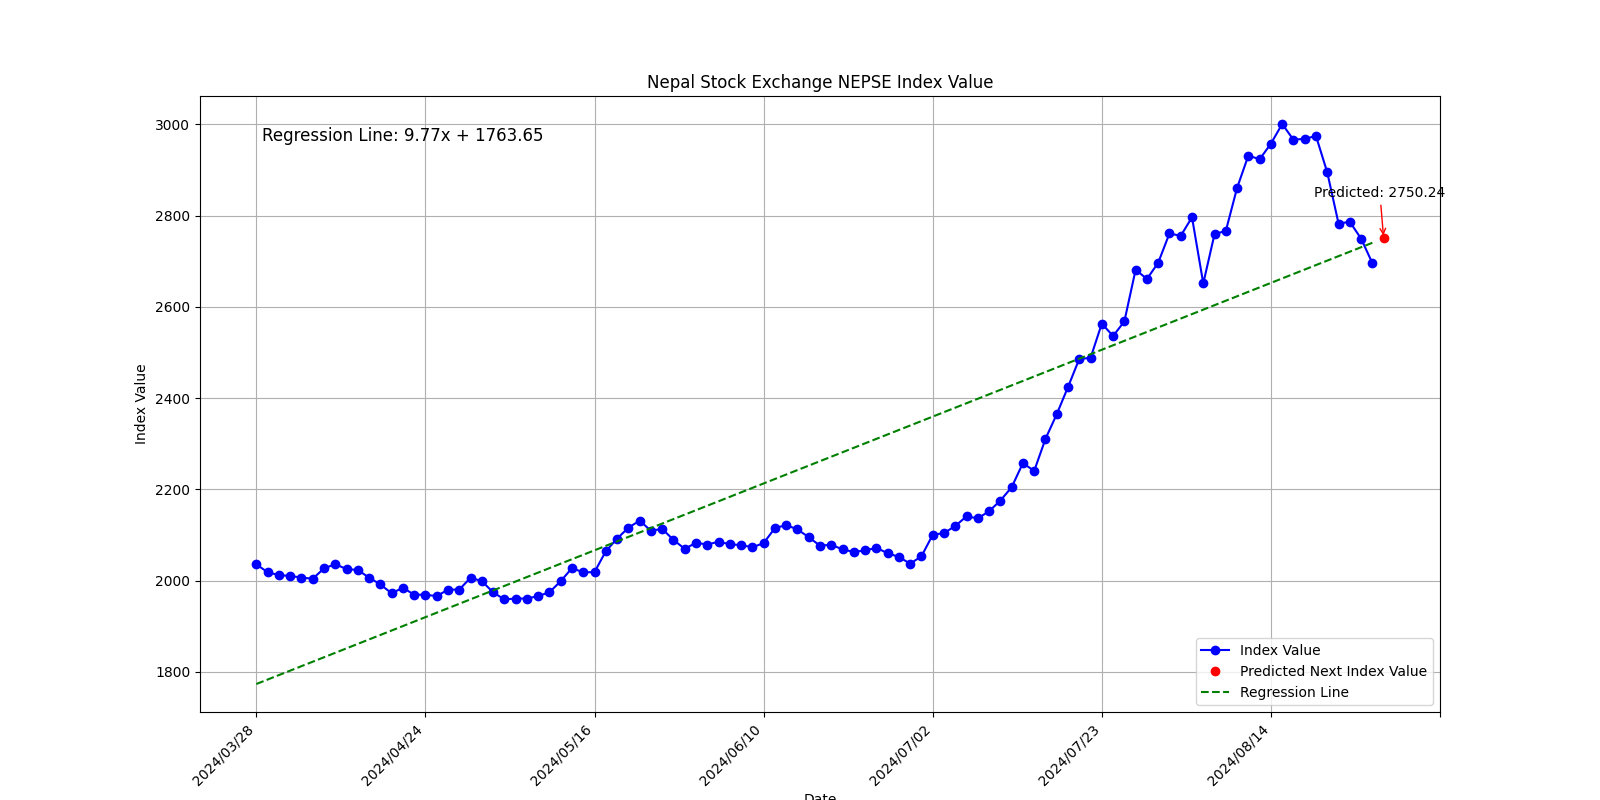 Nepal Stock Exchange NEPSE Index Value
Regression Line: 9.77x + 1763.65
Predicted: 2750.24
Index Value
3000
2800
2600
2400
2200
2000
1800
2024/03/28
2024/04/24
2024/05/16
2024/06/10
2024/07/02
2024/07/23
2024/08/14
Date
Index Value
Predicted Next Index Value
Regression Line